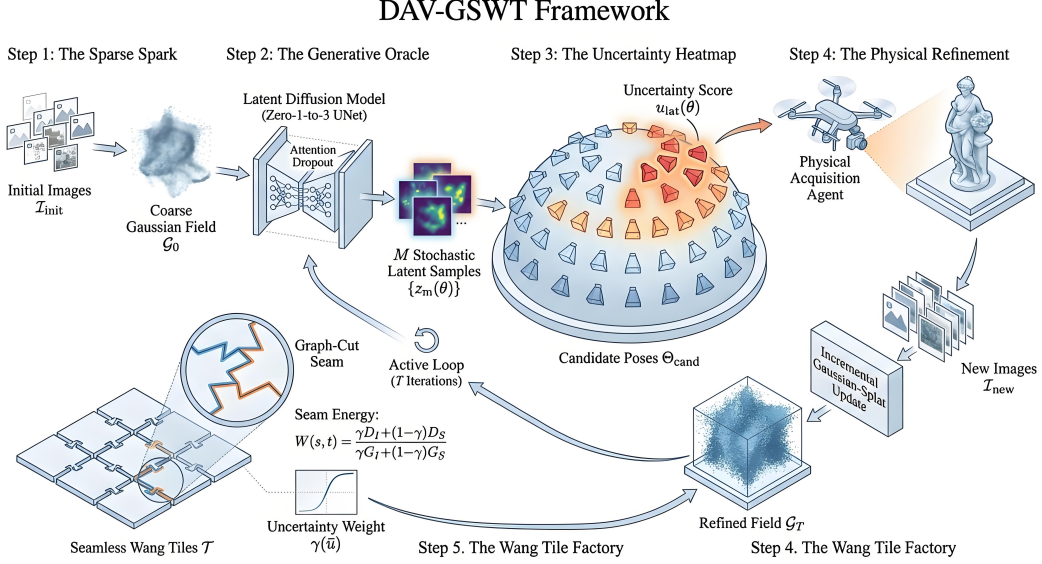 DAV-GSWT Framework
Step 1: The Sparse Spark
Step 2: The Generative Oracle
Step 3: The Uncertainty Heatmap
Step 4: The Physical Refinement
Initial Images
ℐ_init
Coarse
Gaussian Field
𝒢₀
Latent Diffusion Model
(Zero-1-to-3 UNet)
Attention
Dropout
...
M Stochastic
Latent Samples
{z_m(θ)}
Uncertainty Score
u_lat(θ)
Candidate Poses Θ_cand
Physical
Acquisition
Agent
New Images
ℐ_new
Incremental
Gaussian-Splat
Update
Refined Field 𝒢_T
Active Loop
(T Iterations)
Graph-Cut
Seam
Seam Energy:
W(s,t) = γD_I+(1−γ)D_S / γG_I+(1−γ)G_S
Uncertainty Weight
γ(ū)
Seamless Wang Tiles 𝒯
Step 5. The Wang Tile Factory
Step 4. The Wang Tile Factory